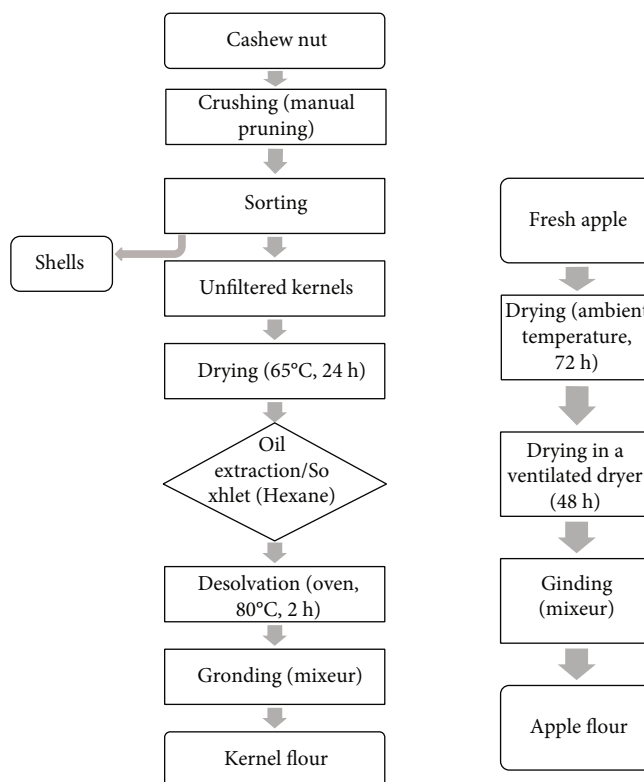 Cashew nut
Crushing (manual
pruning)
Sorting
Shells
Unfiltered kernels
Drying (65°C, 24 h)
Oil
extraction/So
xhlet (Hexane)
Desolvation (oven,
80°C, 2 h)
Gronding (mixeur)
Kernel flour
Fresh apple
Drying (ambient
temperature,
72 h)
Drying in a
ventilated dryer
(48 h)
Ginding
(mixeur)
Apple flour